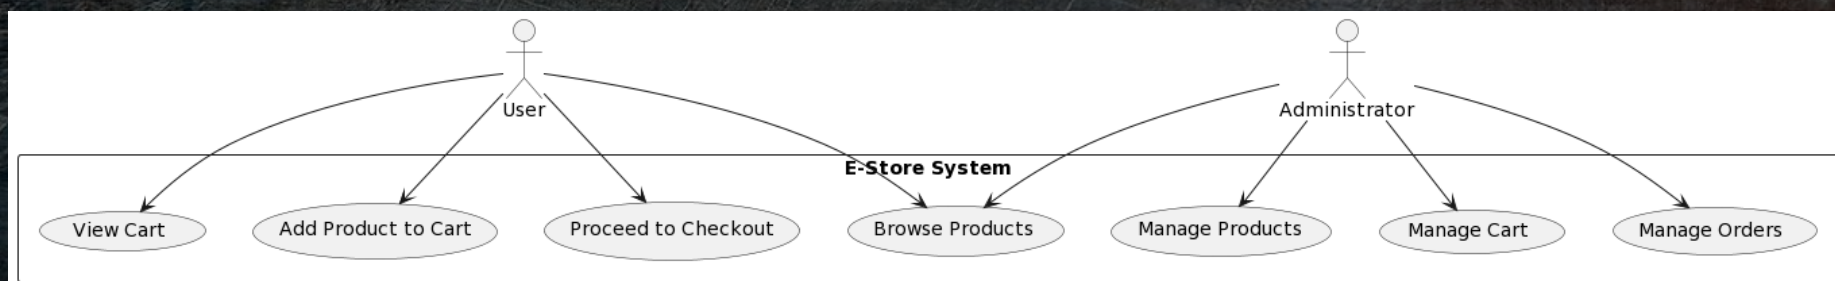 User
Administrator
E-Store System
View Cart
Add Product to Cart
Proceed to Checkout
Browse Products
Manage Products
Manage Cart
Manage Orders